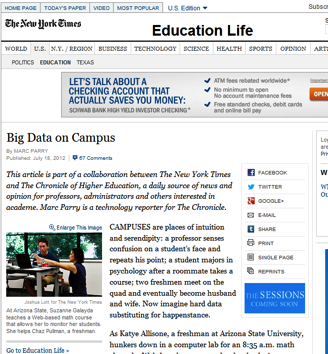 HOME PAGE TODAY'S PAPER VIDEO MOST POPULAR U.S. Edition
Subsc
The New York Times
Education Life
WORLD U.S. N.Y. / REGION BUSINESS TECHNOLOGY SCIENCE HEALTH SPORTS OPINION ART
POLITICS EDUCATION TEXAS
LET'S TALK ABOUT A
CHECKING ACCOUNT THAT
ACTUALLY SAVES YOU MONEY:
SCHWAB BANK HIGH YIELD INVESTOR CHECKING
ATM fees rebated worldwide
No minimum to open
No account maintenance fees
Free standard checks, debit cards
and online bill pay
OPEN
Big Data on Campus
By MARC PARRY
Published: July 18, 2012
67 Comments
This article is part of a collaboration between The New York Times
and The Chronicle of Higher Education, a daily source of news and
opinion for professors, administrators and others interested in
academe. Marc Parry is a technology reporter for The Chronicle.
FACEBOOK
TWITTER
GOOGLE+
E-MAIL
SHARE
PRINT
SINGLE PAGE
REPRINTS
THE SESSIONS
COMING SOON
Log
Priv
WI
WI
Enlarge This Image
Joshua Lott for The New York Times
At Arizona State, Suzanne Galayda
teaches a Web-based math course
that allows her to monitor her students.
She helps Chaz Pullman, a freshman.
Go to Education Life »
CAMPUSES are places of intuition
and serendipity: a professor senses
confusion on a student's face and
repeats his point; a student majors in
psychology after a roommate takes a
course; two freshmen meet on the
quad and eventually become husband
and wife. Now imagine hard data
substituting for happenstance.
As Katye Allisone, a freshman at Arizona State University,
hunkers down in a computer lab for an 8:35 a.m. math